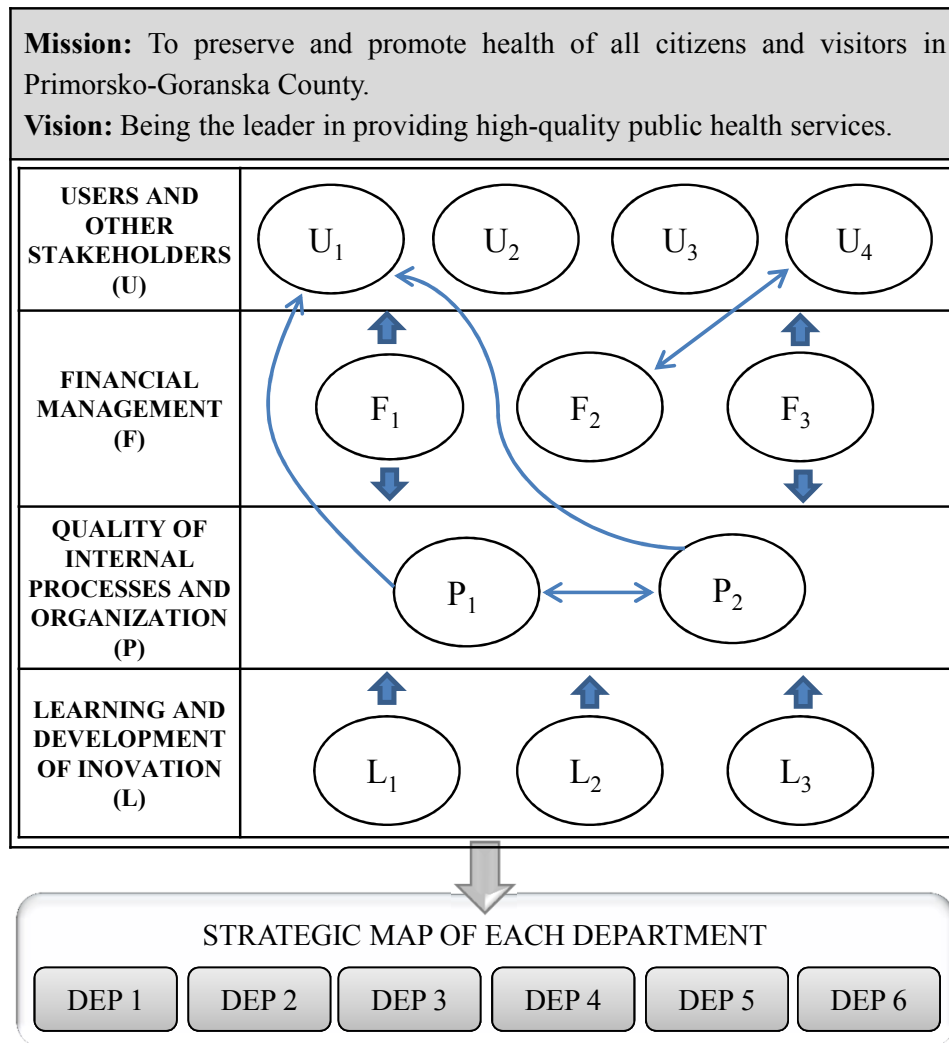 Mission: To preserve and promote health of all citizens and visitors in
Primorsko-Goranska County.
Vision: Being the leader in providing high-quality public health services.
USERS AND
OTHER
STAKEHOLDERS
(U)
U1 U2 U3 U4
FINANCIAL
MANAGEMENT
(F)
F1 F2 F3
QUALITY OF
INTERNAL
PROCESSES AND
ORGANIZATION
(P)
P1 P2
LEARNING AND
DEVELOPMENT
OF INOVATION
(L)
L1 L2 L3
STRATEGIC MAP OF EACH DEPARTMENT
DEP 1 DEP 2 DEP 3 DEP 4 DEP 5 DEP 6